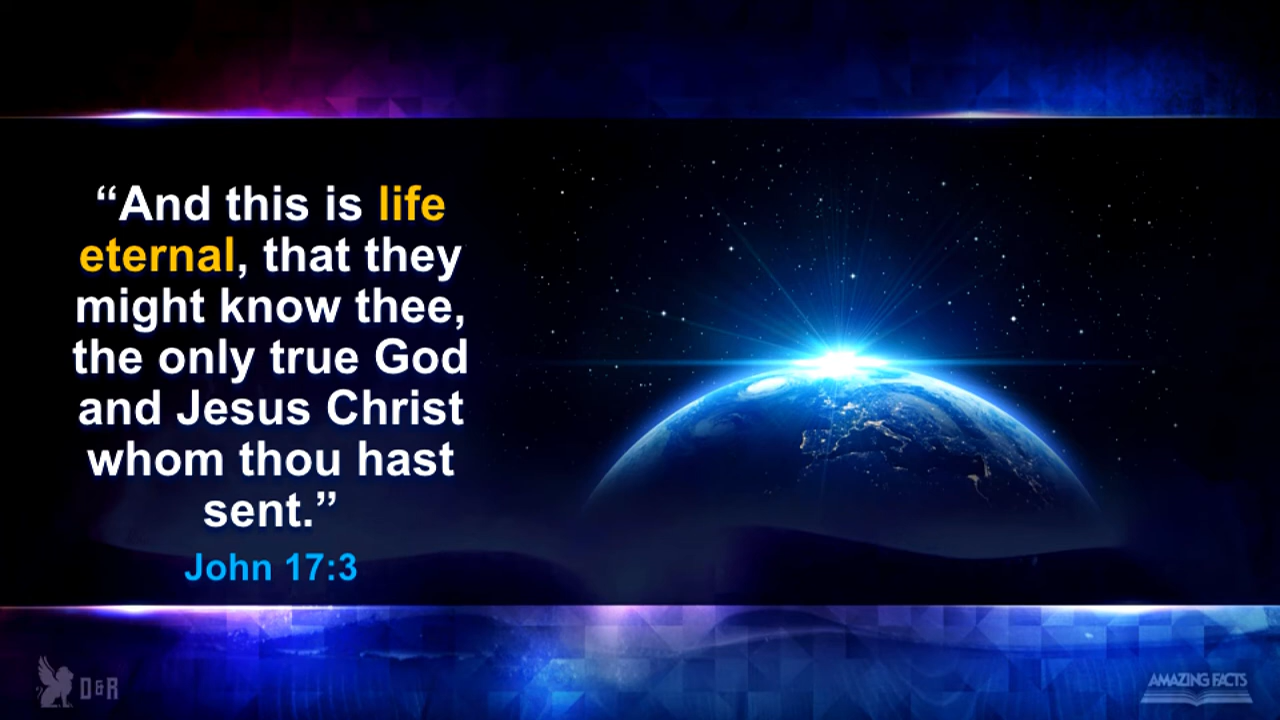 “And this is life
eternal, that they
might know thee,
the only true God
and Jesus Christ
whom thou hast
sent.”
John 17:3
D&R
AMAZING FACTS